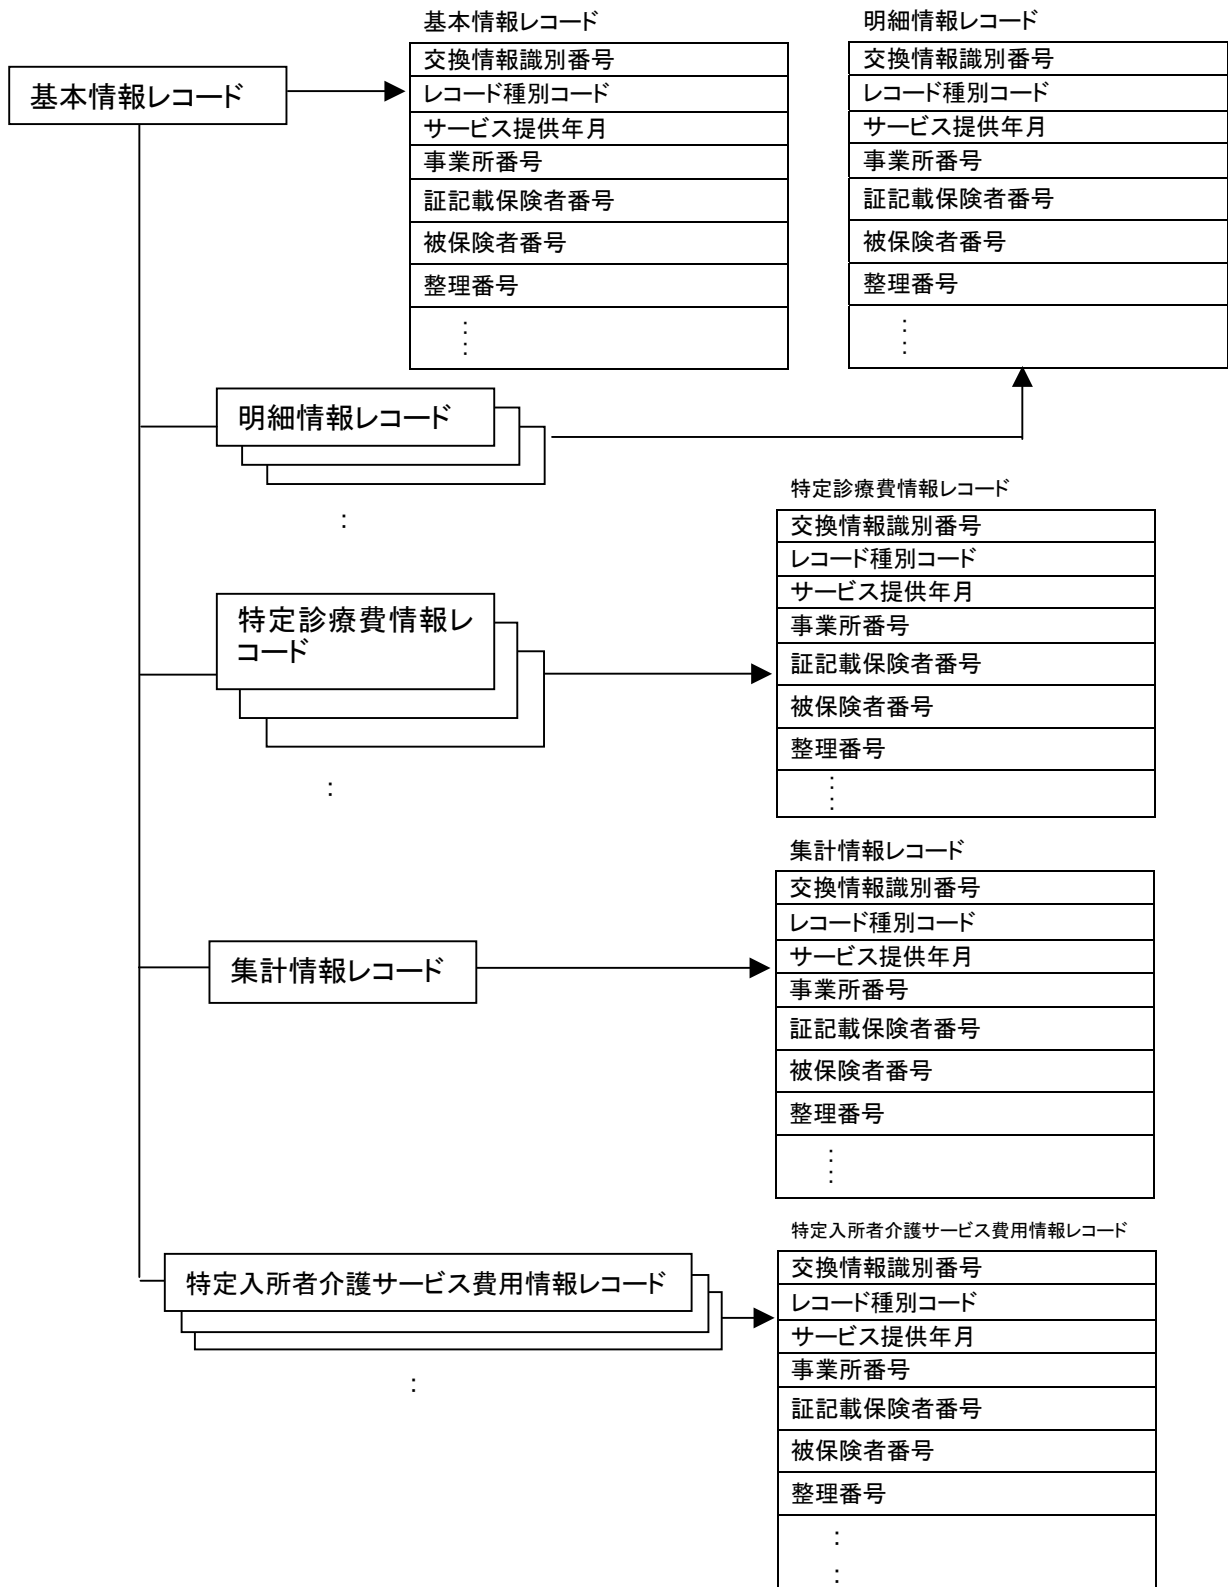 基本情報レコード
基本情報レコード
交換情報識別番号
レコード種別コード
サービス提供年月
事業所番号
証記載保険者番号
被保険者番号
整理番号
:
:
明細情報レコード
交換情報識別番号
レコード種別コード
サービス提供年月
事業所番号
証記載保険者番号
被保険者番号
整理番号
:
:
明細情報レコード
:
特定診療費情報レコード
交換情報識別番号
レコード種別コード
サービス提供年月
事業所番号
証記載保険者番号
被保険者番号
整理番号
:
:
特定診療費情報レ
コード
:
集計情報レコード
交換情報識別番号
レコード種別コード
サービス提供年月
事業所番号
証記載保険者番号
被保険者番号
整理番号
:
:
集計情報レコード
特定入所者介護サービス費用情報レコード
交換情報識別番号
レコード種別コード
サービス提供年月
事業所番号
証記載保険者番号
被保険者番号
整理番号
:
:
特定入所者介護サービス費用情報レコード
: